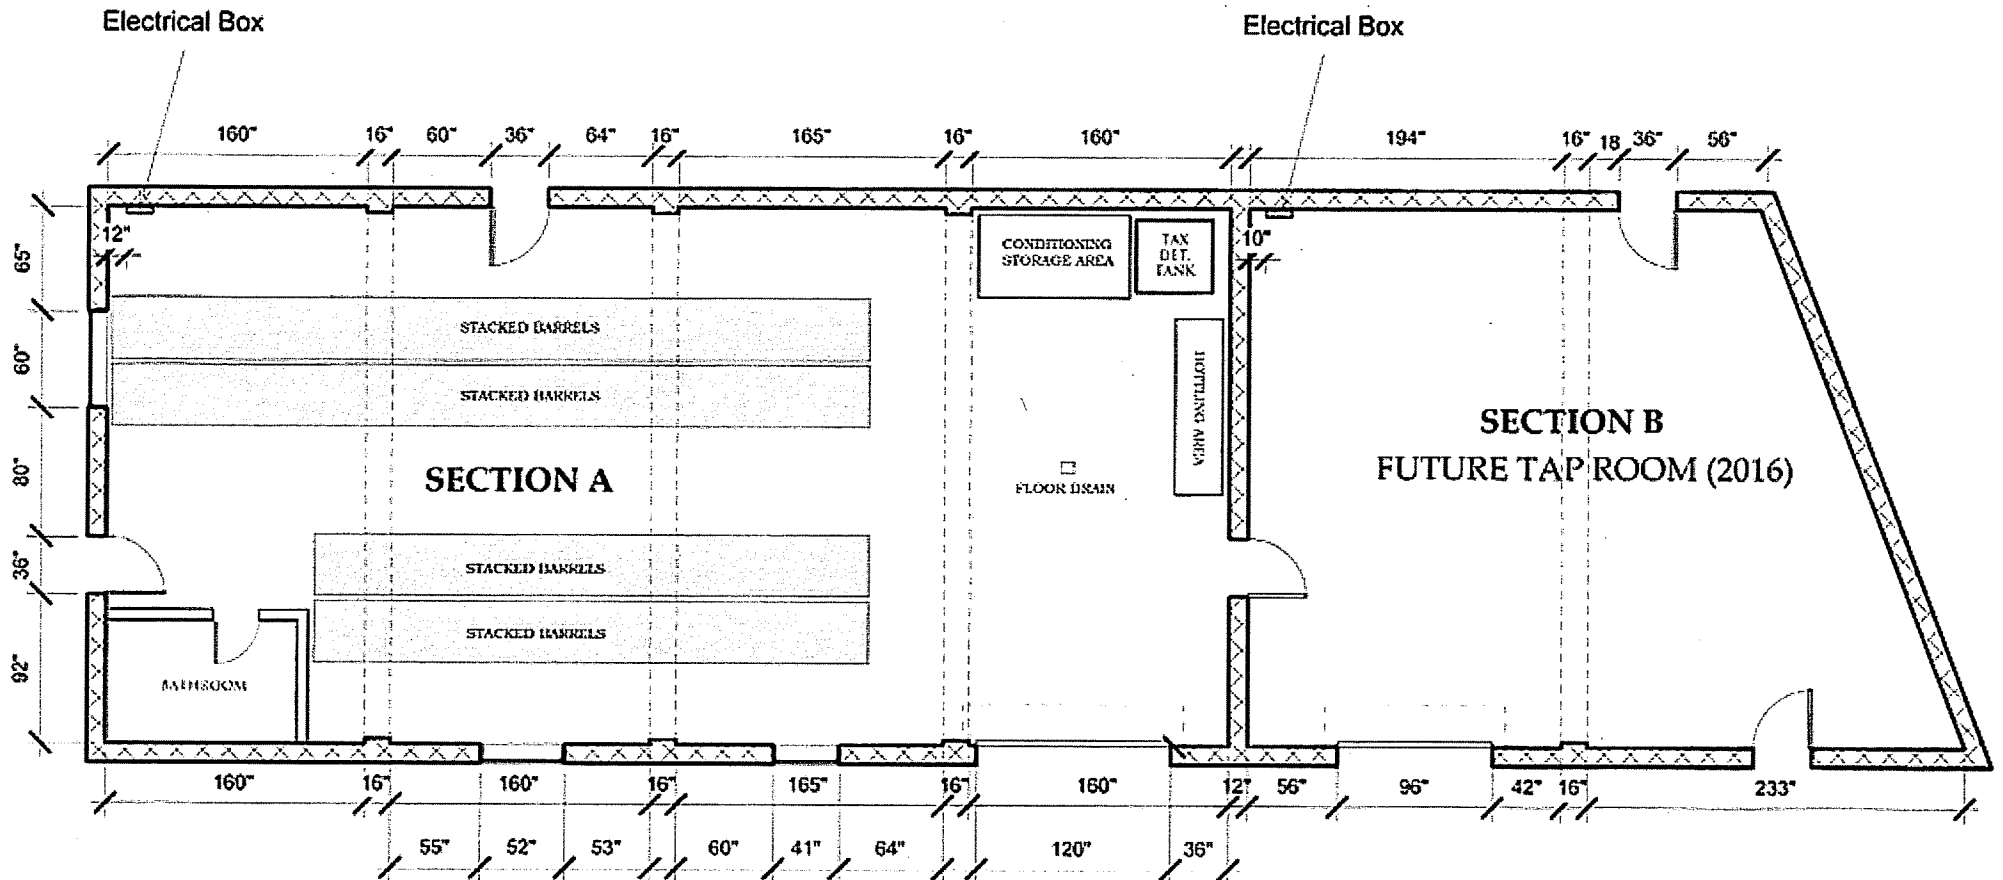 Electrical Box
Electrical Box
160" 16" 60" 36" 64" 16" 165" 16" 160" 194" 16" 18 36" 56"
12"
10"
65"
60"
80"
36"
92"
CONDITIONING
STORAGE AREA
TAX
DET.
TANK
STACKED BARRELS
STACKED BARRELS
BOTTLING AREA
SECTION A
FLOOR DRAIN
SECTION B
FUTURE TAP ROOM (2016)
STACKED BARRELS
STACKED BARRELS
BATHROOM
160" 16" 160" 16" 165" 16" 160" 12" 56" 96" 42" 16" 233"
55" 52" 53" 60" 41" 64" 120" 36"